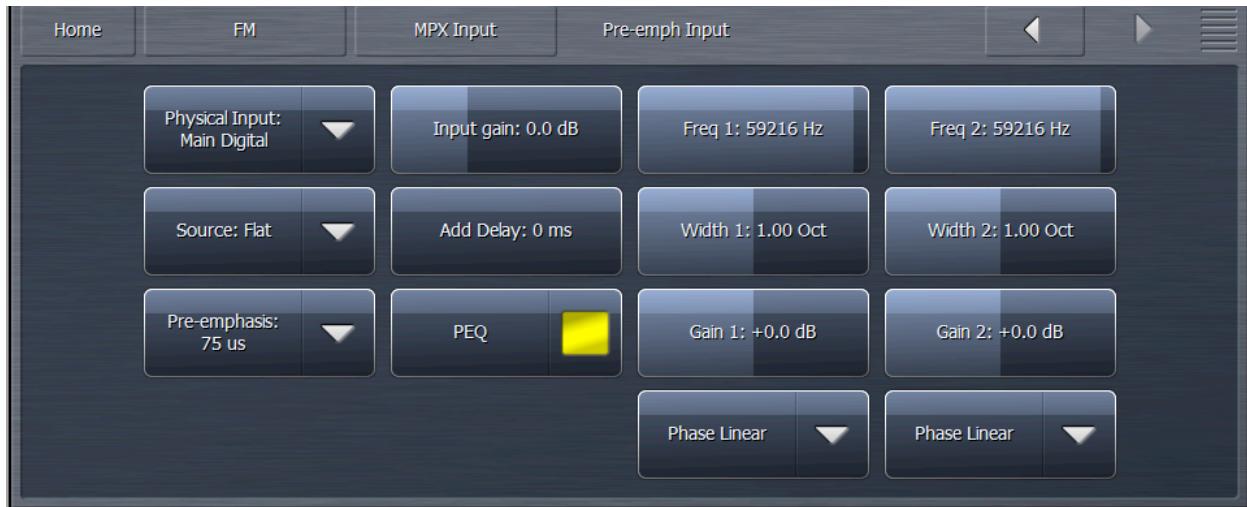 Home FM MPX Input Pre-emph Input
Physical Input:
Main Digital
Input gain: 0.0 dB
Freq 1: 59216 Hz
Freq 2: 59216 Hz
Source: Flat
Add Delay: 0 ms
Width 1: 1.00 Oct
Width 2: 1.00 Oct
Pre-emphasis:
75 us
PEQ
Gain 1: +0.0 dB
Gain 2: +0.0 dB
Phase Linear
Phase Linear